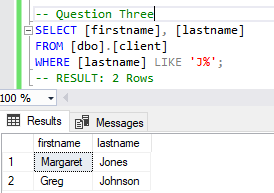 -- Question Three
SELECT [firstname], [lastname]
FROM [dbo].[client]
WHERE [lastname] LIKE 'J%';
-- RESULT: 2 Rows
100 %
Results Messages
firstname lastname
1 Margaret Jones
2 Greg Johnson